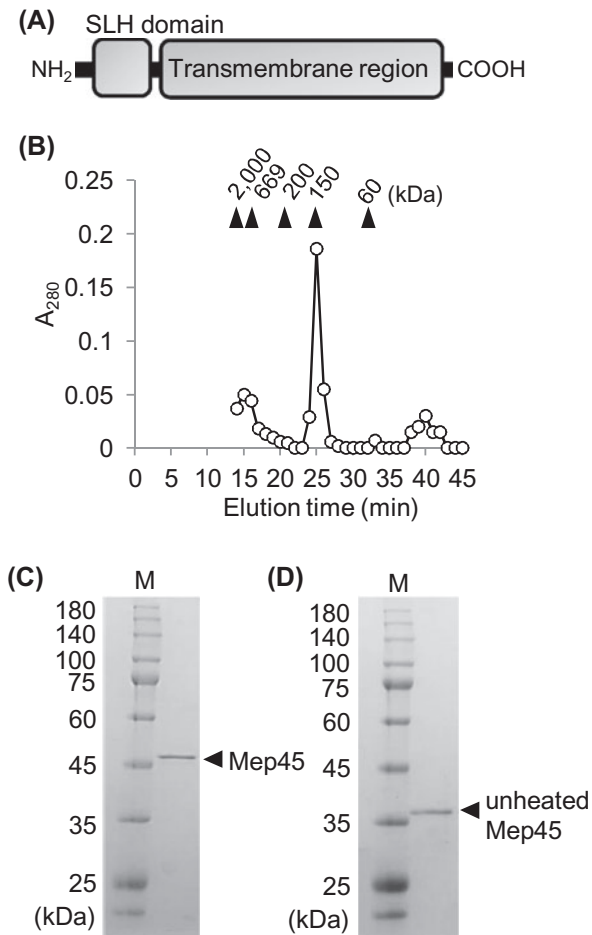 (A)
SLH domain
NH2 Transmembrane region COOH
(B)
2,000 669 200 150 60 (kDa)
0.25
0.2
0.15
0.1
0.05
0
A280
0 5 10 15 20 25 30 35 40 45
Elution time (min)
(C)
M
180
140
100
75
60
45
35
25
(kDa)
Mep45
(D)
M
180
140
100
75
60
45
35
25
(kDa)
unheated
Mep45